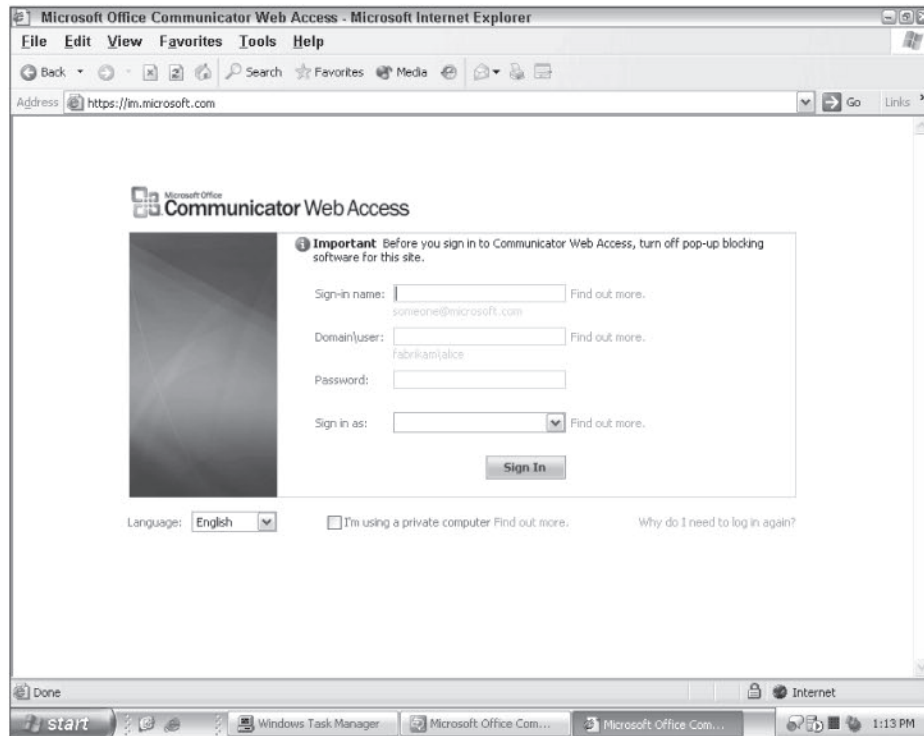 Microsoft Office Communicator Web Access - Microsoft Internet Explorer
File Edit View Favorites Tools Help
Back Search Favorites Media
Address https://im.microsoft.com Go Links
Microsoft Office
Communicator Web Access
Important Before you sign in to Communicator Web Access, turn off pop-up blocking
software for this site.
Sign-in name: Find out more.
someone@microsoft.com
Domain\user: Find out more.
fabrikam\alice
Password:
Sign in as: Find out more.
Sign In
Language: English I'm using a private computer Find out more. Why do I need to log in again?
Done Internet
start Windows Task Manager Microsoft Office Com... Microsoft Office Com... 1:13 PM